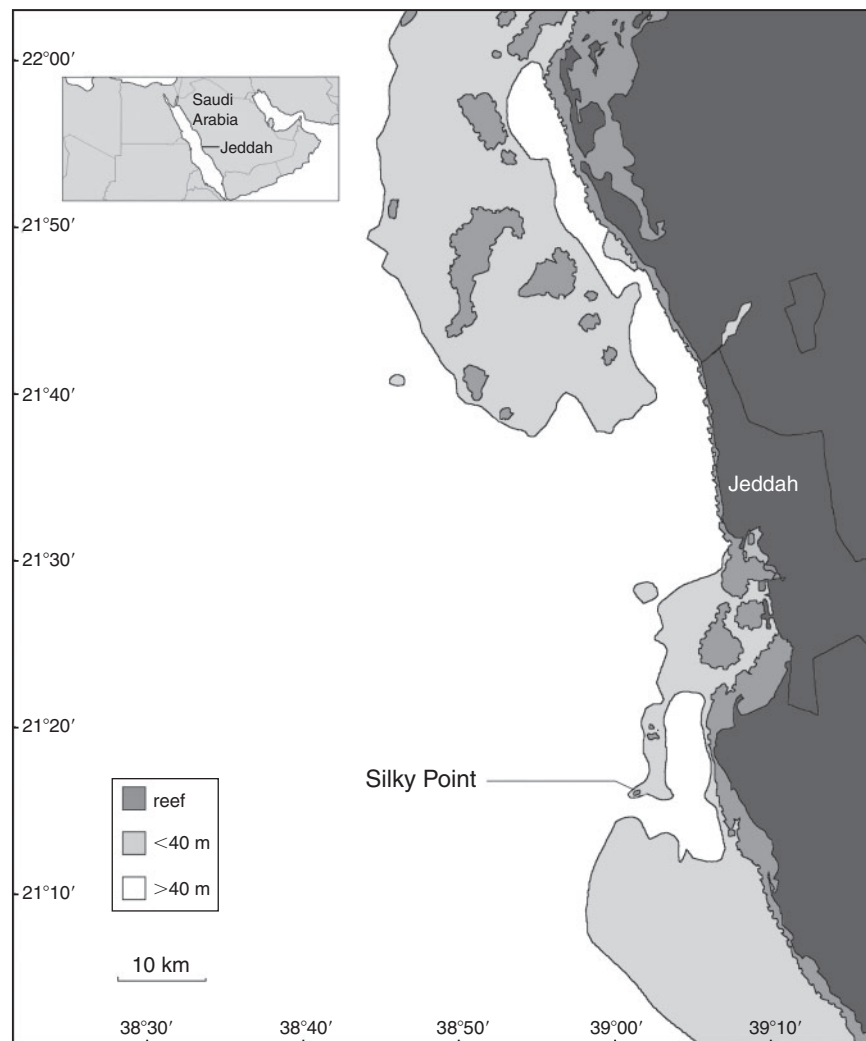 22°00′
Saudi
Arabia
Jeddah
21°50′
21°40′
Jeddah
21°30′
21°20′
Silky Point
reef
<40 m
>40 m
21°10′
10 km
38°30′
38°40′
38°50′
39°00′
39°10′